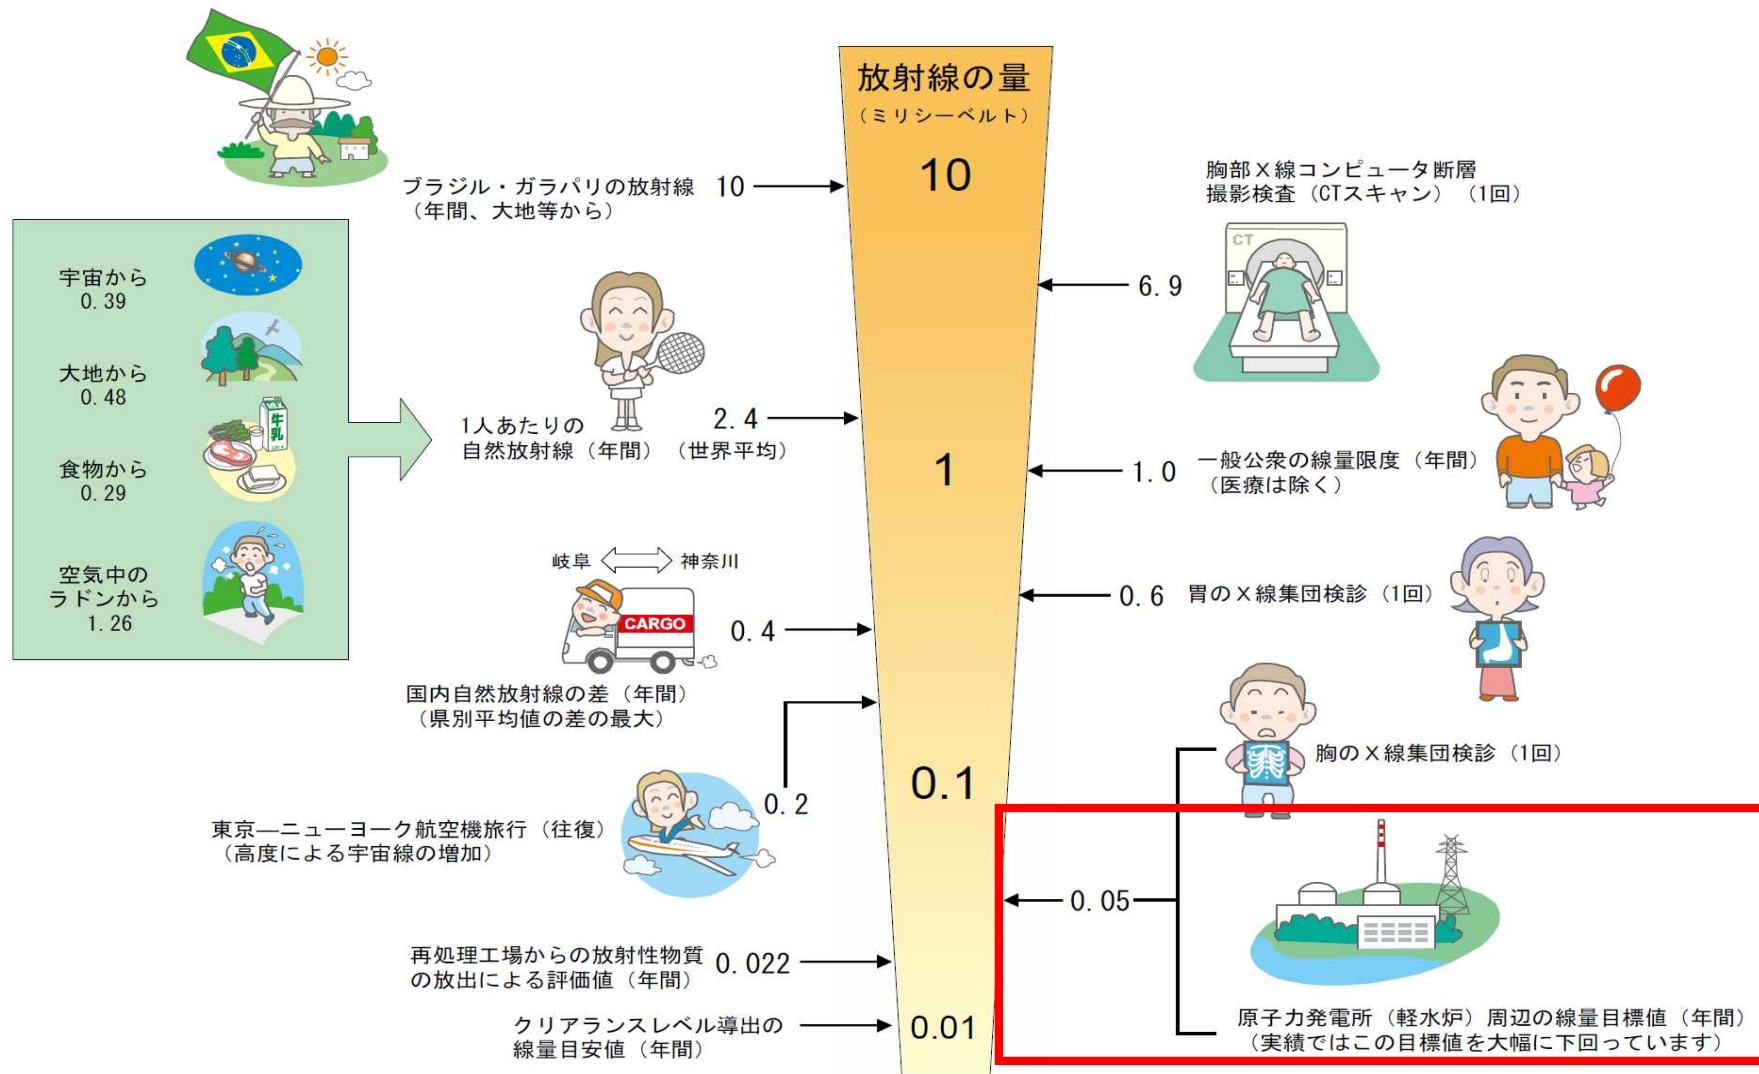 放射線の量
（ミリシーベルト）
10
1
0.1
0.01
ブラジル・ガラパリの放射線 10
（年間、大地等から）
宇宙から
0.39
大地から
0.48
牛乳
食物から
0.29
空気中の
ラドンから
1.26
1人あたりの 2.4
自然放射線（年間）（世界平均）
岐阜 神奈川
CARGO
0.4
国内自然放射線の差（年間）
（県別平均値の差の最大）
0.2
東京―ニューヨーク航空機旅行（往復）
（高度による宇宙線の増加）
再処理工場からの放射性物質
の放出による評価値（年間） 0.022
クリアランスレベル導出の
線量目安値（年間）
胸部X線コンピュータ断層
撮影検査（CTスキャン）（1回）
CT
6.9
1.0 一般公衆の線量限度（年間）
（医療は除く）
0.6 胃のX線集団検診（1回）
胸のX線集団検診（1回）
0.05
原子力発電所（軽水炉）周辺の線量目標値（年間）
（実績ではこの目標値を大幅に下回っています）